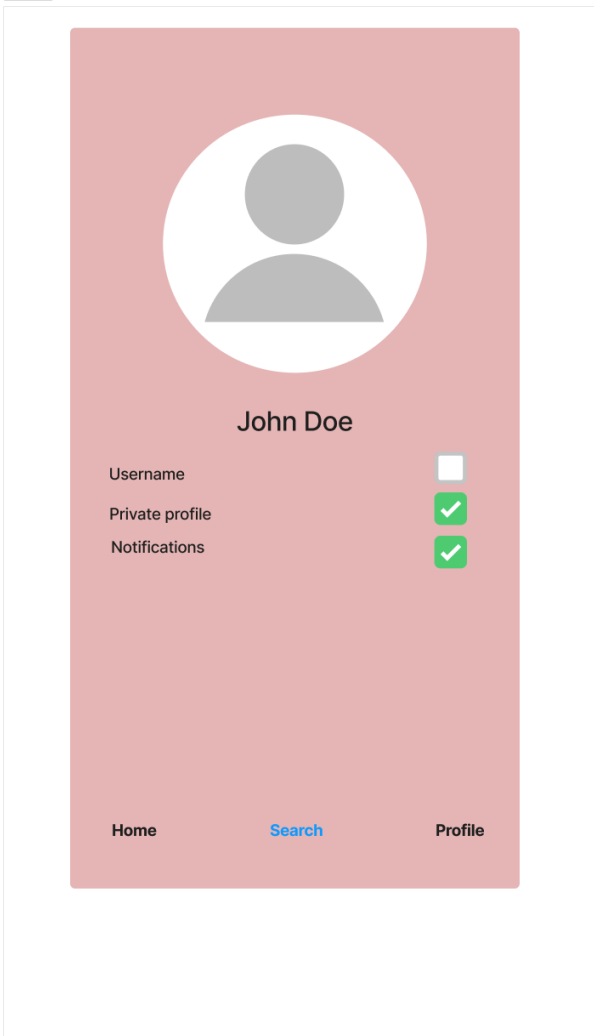 John Doe
Username
Private profile
Notifications
Home Search Profile